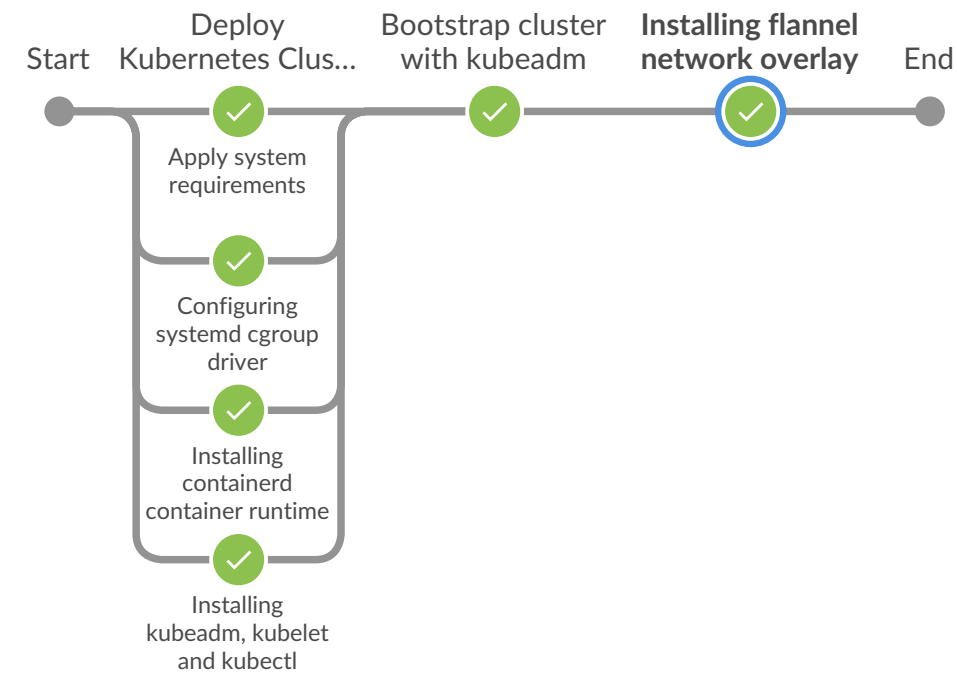 Start
Deploy
Kubernetes Clus...
Bootstrap cluster
with kubeadm
Installing flannel
network overlay
End
Apply system
requirements
Configuring
systemd cgroup
driver
Installing
containerd
container runtime
Installing
kubeadm, kubelet
and kubectl